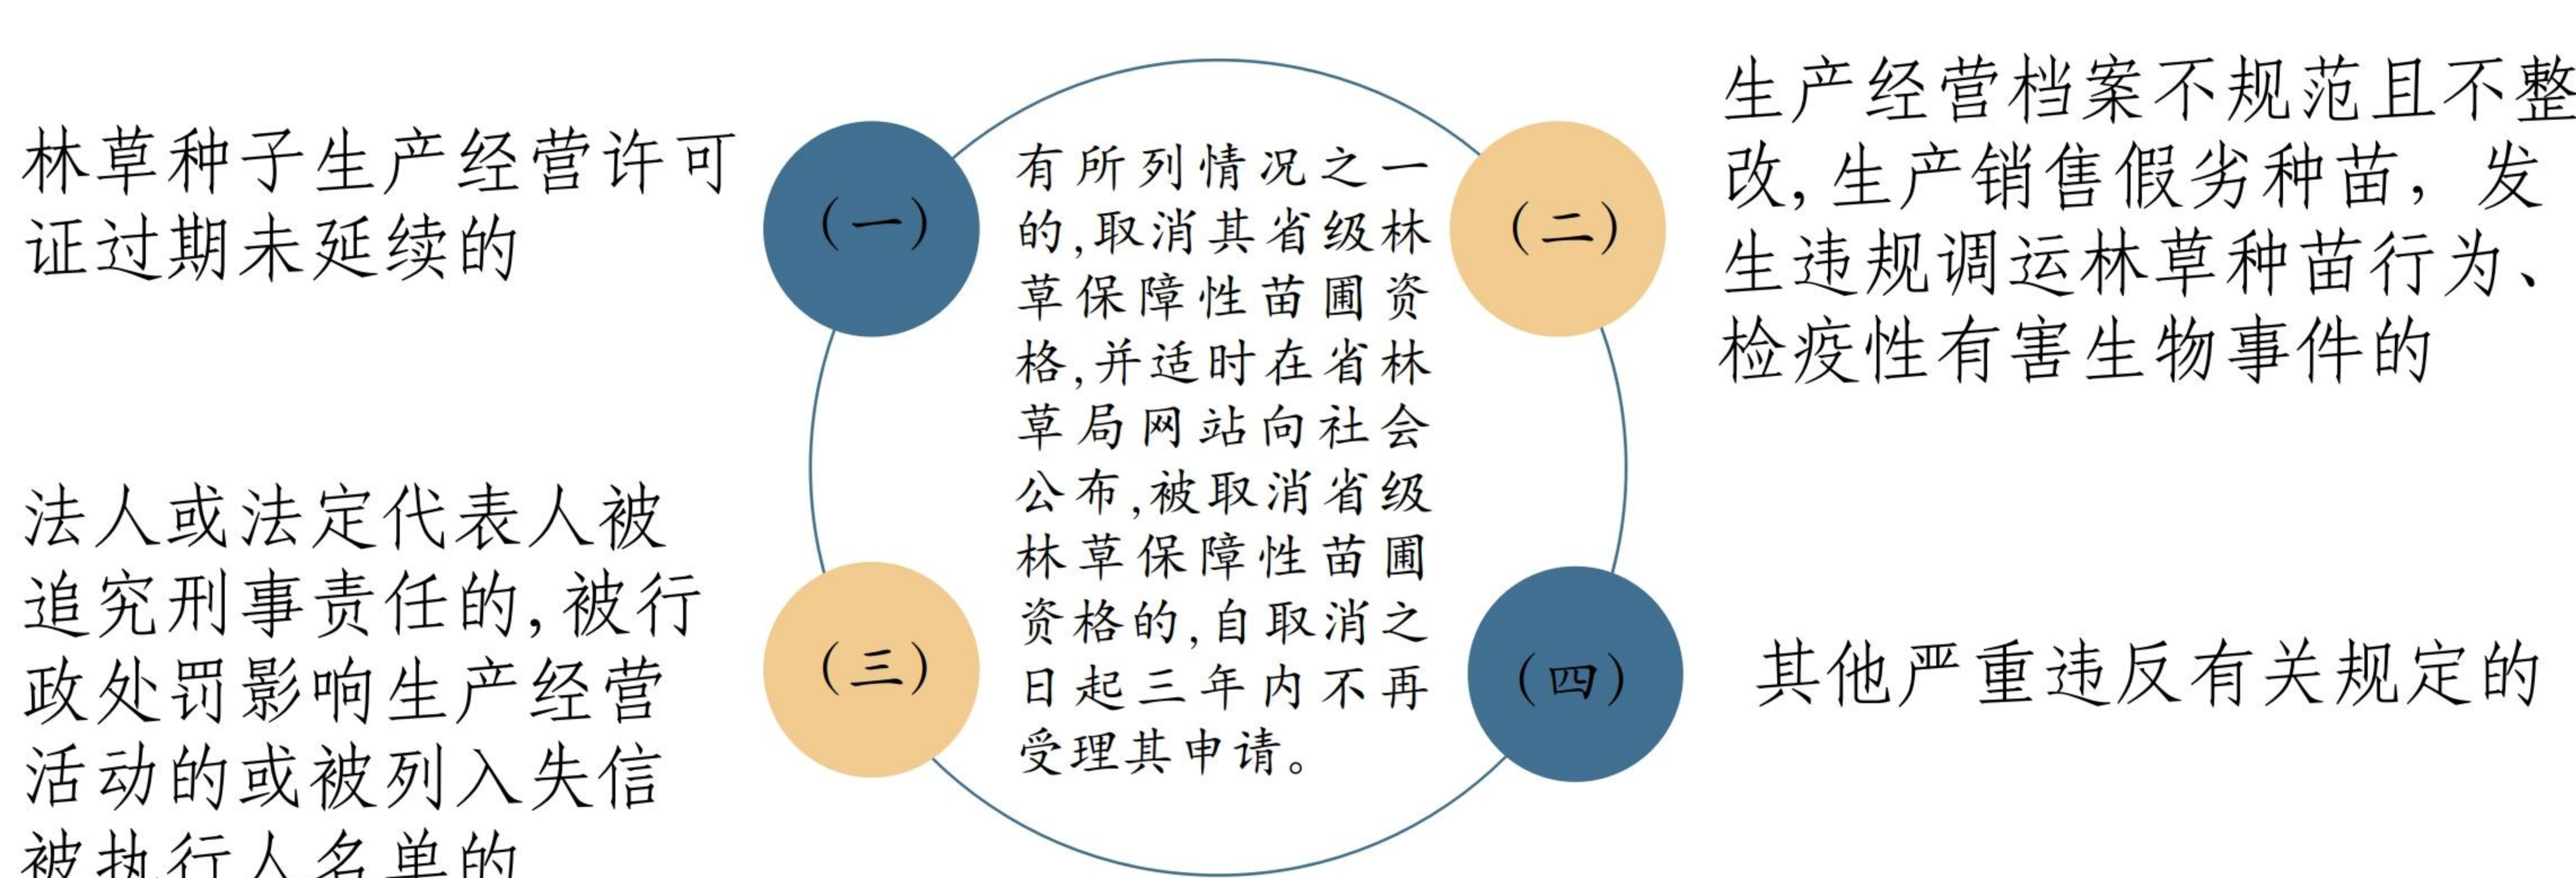 林草种子生产经营许可
证过期未延续的
(一)
有所列情况之一
的,取消其省级林
草保障性苗圃资
格,并适时在省林
草局网站向社会
公布,被取消省级
林草保障性苗圃
资格的,自取消之
日起三年内不再
受理其申请。
(二)
生产经营档案不规范且不整
改,生产销售假劣种苗，发
生违规调运林草种苗行为、
检疫性有害生物事件的
法人或法定代表人被
追究刑事责任的,被行
政处罚影响生产经营
活动的或被列入失信
被执行人名单的
(三)
(四)
其他严重违反有关规定的